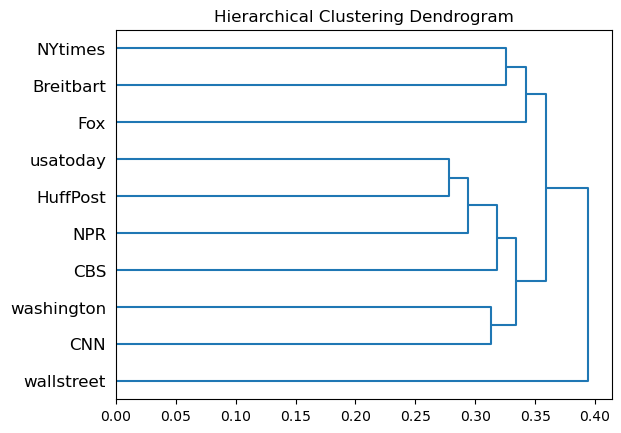 Hierarchical Clustering Dendrogram
NYtimes
Breitbart
Fox
usatoday
HuffPost
NPR
CBS
washington
CNN
wallstreet
0.00 0.05 0.10 0.15 0.20 0.25 0.30 0.35 0.40